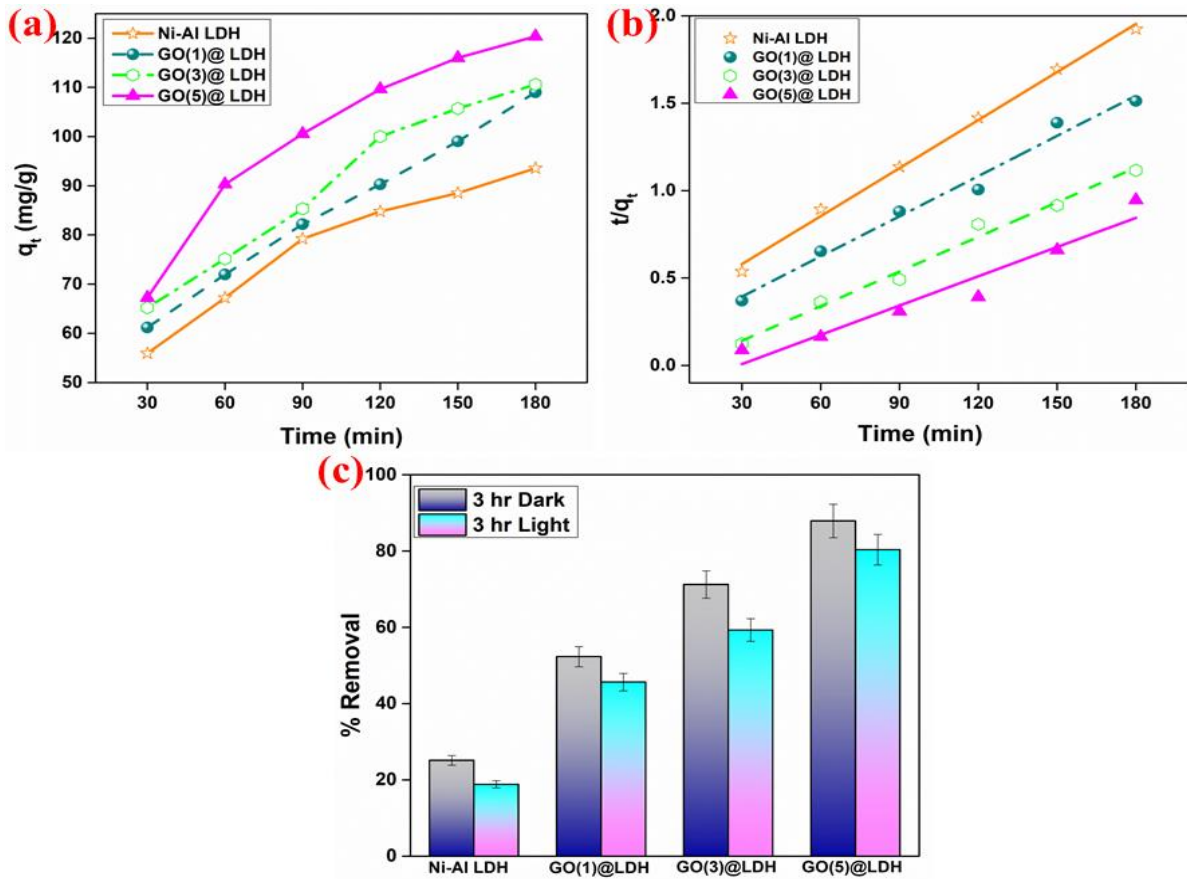 (a)
Ni-Al LDH
GO(1)@ LDH
GO(3)@ LDH
GO(5)@ LDH
120
110
100
90
80
70
60
50
qt (mg/g)
30 60 90 120 150 180
Time (min)
(b)
Ni-Al LDH
GO(1)@ LDH
GO(3)@ LDH
GO(5)@ LDH
2.0
1.5
1.0
0.5
0.0
t/qt
30 60 90 120 150 180
Time (min)
(c)
3 hr Dark
3 hr Light
100
80
60
40
20
0
% Removal
Ni-Al LDH GO(1)@LDH GO(3)@LDH GO(5)@LDH